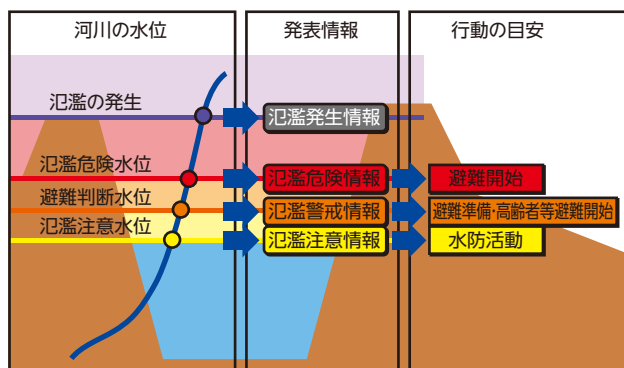 河川の水位
発表情報
行動の目安
氾濫の発生
氾濫発生情報
氾濫危険水位
氾濫危険情報
避難開始
避難判断水位
氾濫警戒情報
避難準備・高齢者等避難開始
氾濫注意水位
氾濫注意情報
水防活動